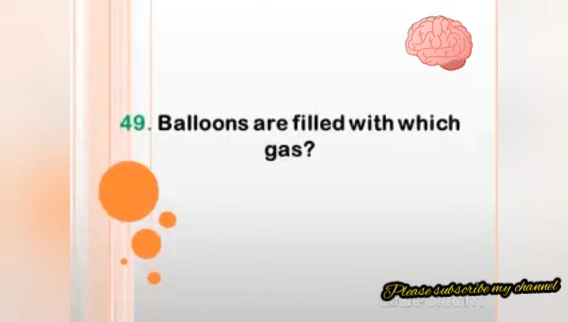 49. Balloons are filled with which
gas?
Please subscribe my channel